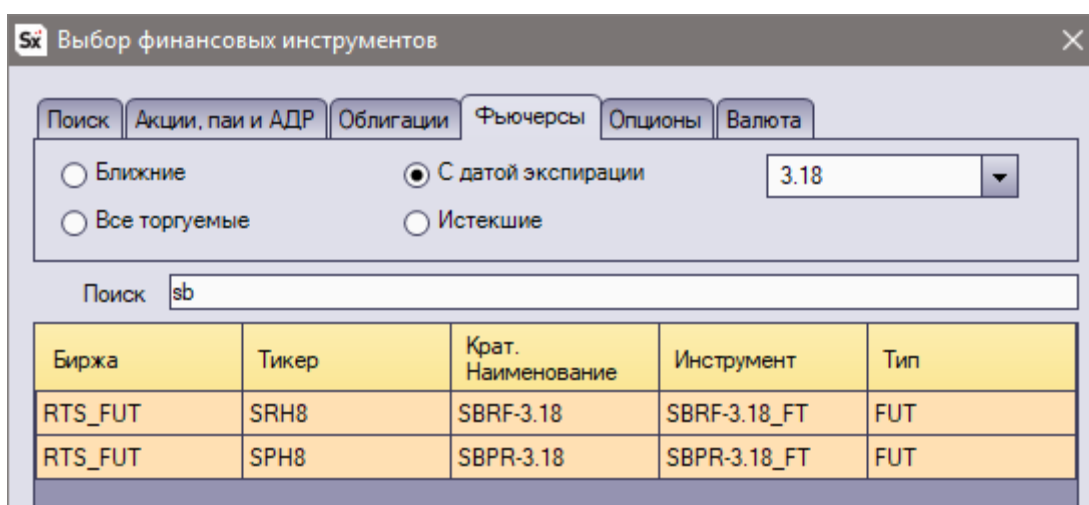 Sx Выбор финансовых инструментов
Поиск Акции, паи и АДР Облигации Фьючерсы Опционы Валюта
Ближние С датой экспирации 3.18
Все торгуемые Истекшие
Поиск sb
Биржа Тикер Крат. Наименование Инструмент Тип
RTS_FUT SRH8 SBRF-3.18 SBRF-3.18_FT FUT
RTS_FUT SPH8 SBPR-3.18 SBPR-3.18_FT FUT